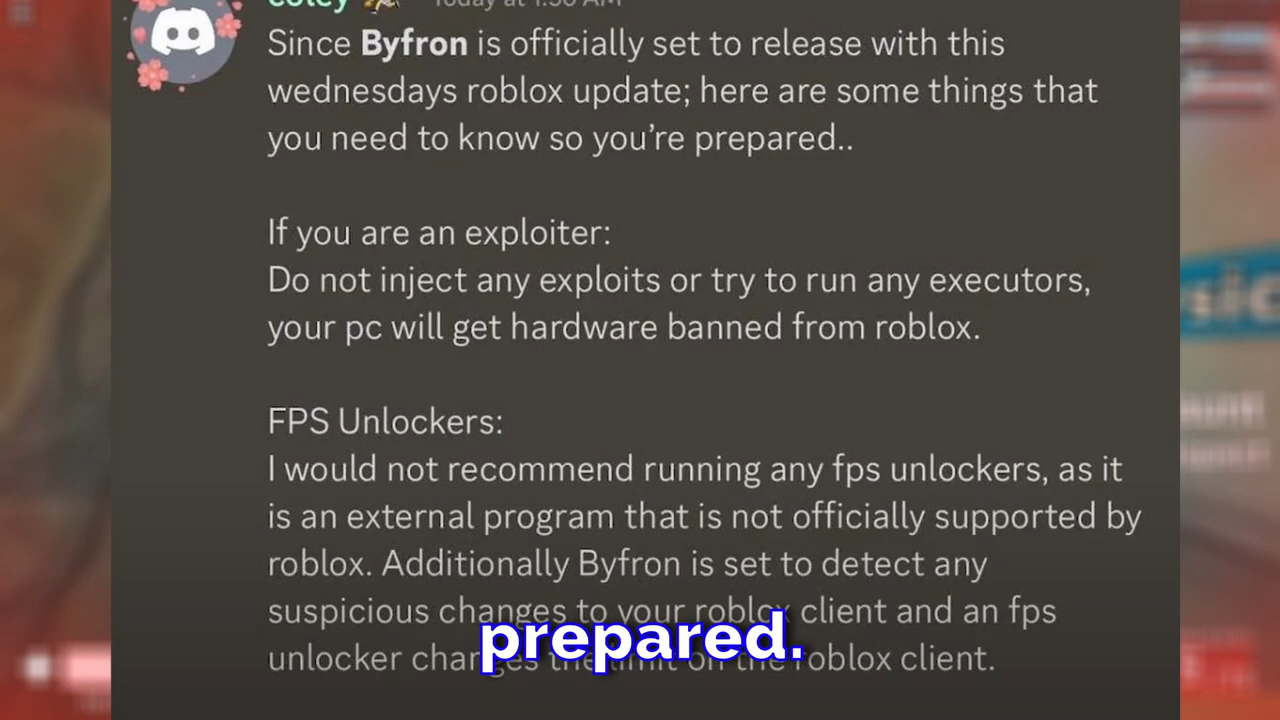 Since Byfron is officially set to release with this
wednesdays roblox update; here are some things that
you need to know so you're prepared..
If you are an exploiter:
Do not inject any exploits or try to run any executors,
your pc will get hardware banned from roblox.
FPS Unlockers:
I would not recommend running any fps unlockers, as it
is an external program that is not officially supported by
roblox. Additionally Byfron is set to detect any
suspicious changes to your roblox client and an fps
unlocker changes the limit on the roblox client.
prepared.